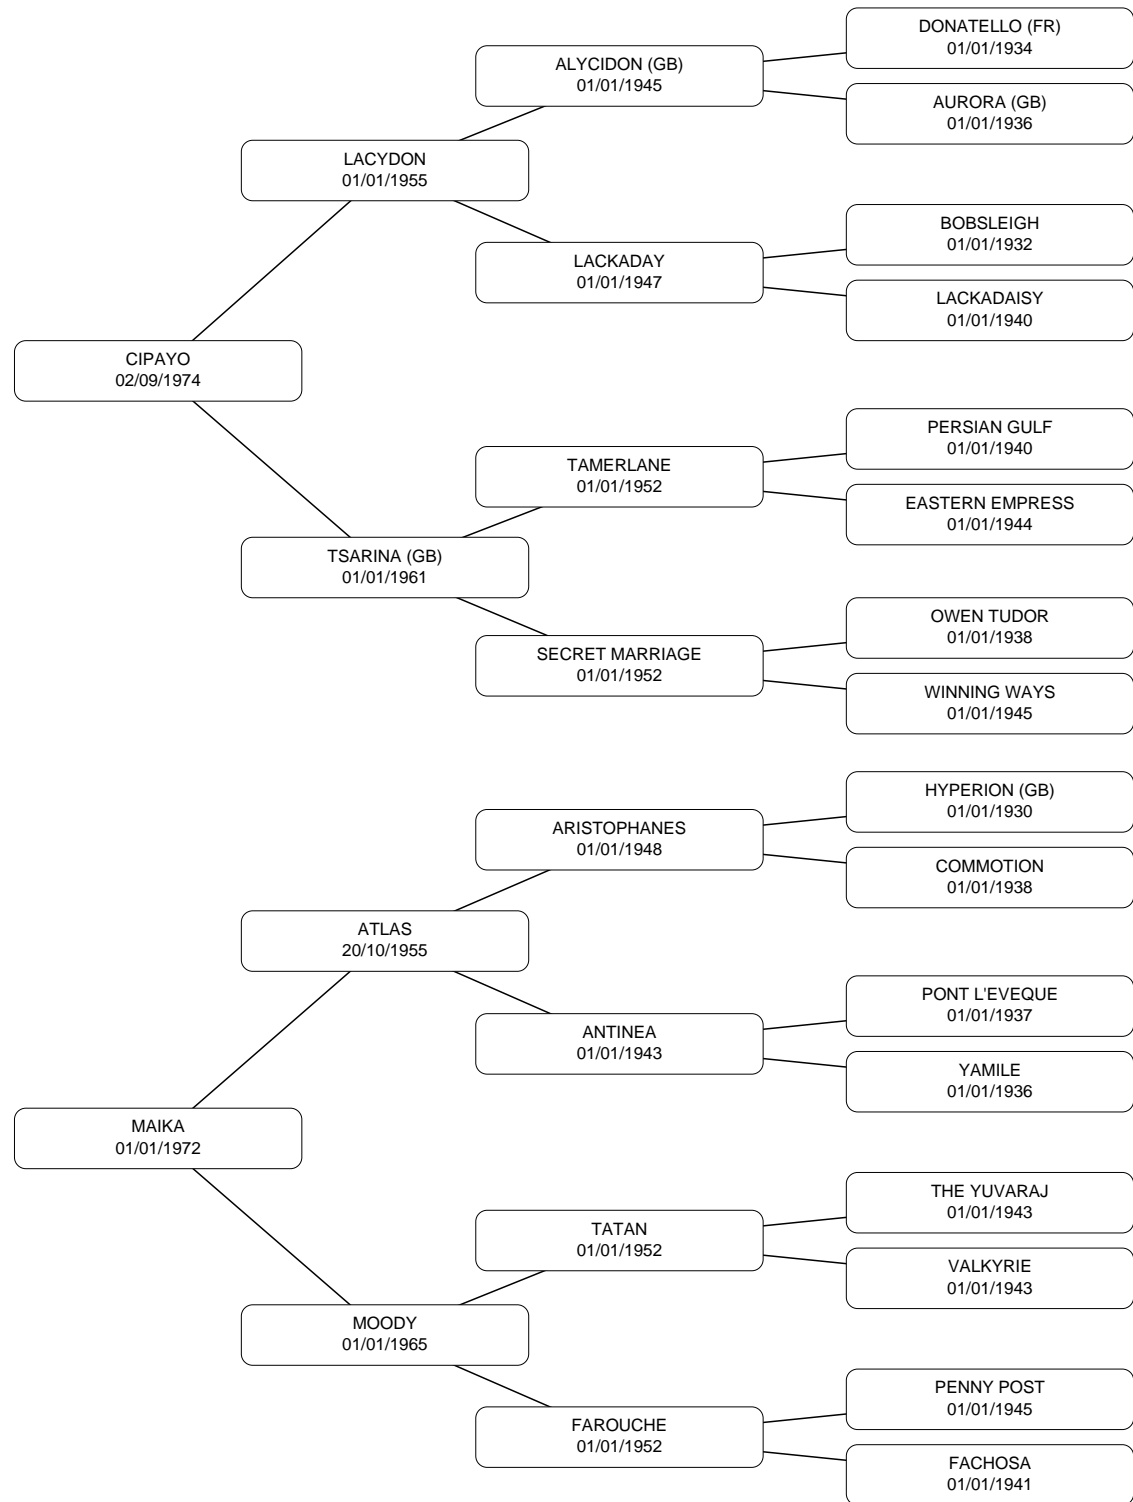 DONATELLO (FR)
01/01/1934
ALYCIDON (GB)
01/01/1945
AURORA (GB)
01/01/1936
LACYDON
01/01/1955
BOBSLEIGH
01/01/1932
LACKADAY
01/01/1947
LACKADAISY
01/01/1940
CIPAYO
02/09/1974
PERSIAN GULF
01/01/1940
TAMERLANE
01/01/1952
EASTERN EMPRESS
01/01/1944
TSARINA (GB)
01/01/1961
OWEN TUDOR
01/01/1938
SECRET MARRIAGE
01/01/1952
WINNING WAYS
01/01/1945
HYPERION (GB)
01/01/1930
ARISTOPHANES
01/01/1948
COMMOTION
01/01/1938
ATLAS
20/10/1955
PONT L'EVEQUE
01/01/1937
ANTINEA
01/01/1943
YAMILE
01/01/1936
MAIKA
01/01/1972
THE YUVARAJ
01/01/1943
TATAN
01/01/1952
VALKYRIE
01/01/1943
MOODY
01/01/1965
PENNY POST
01/01/1945
FAROUCHE
01/01/1952
FACHOSA
01/01/1941